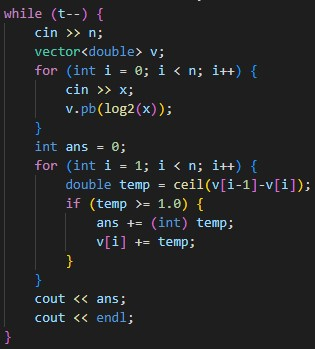 while (t--) {
    cin >> n;
    vector<double> v;
    for (int i = 0; i < n; i++) {
        cin >> x;
        v.pb(log2(x));
    }
    int ans = 0;
    for (int i = 1; i < n; i++) {
        double temp = ceil(v[i-1]-v[i]);
        if (temp >= 1.0) {
            ans += (int) temp;
            v[i] += temp;
        }
    }
    cout << ans;
    cout << endl;
}